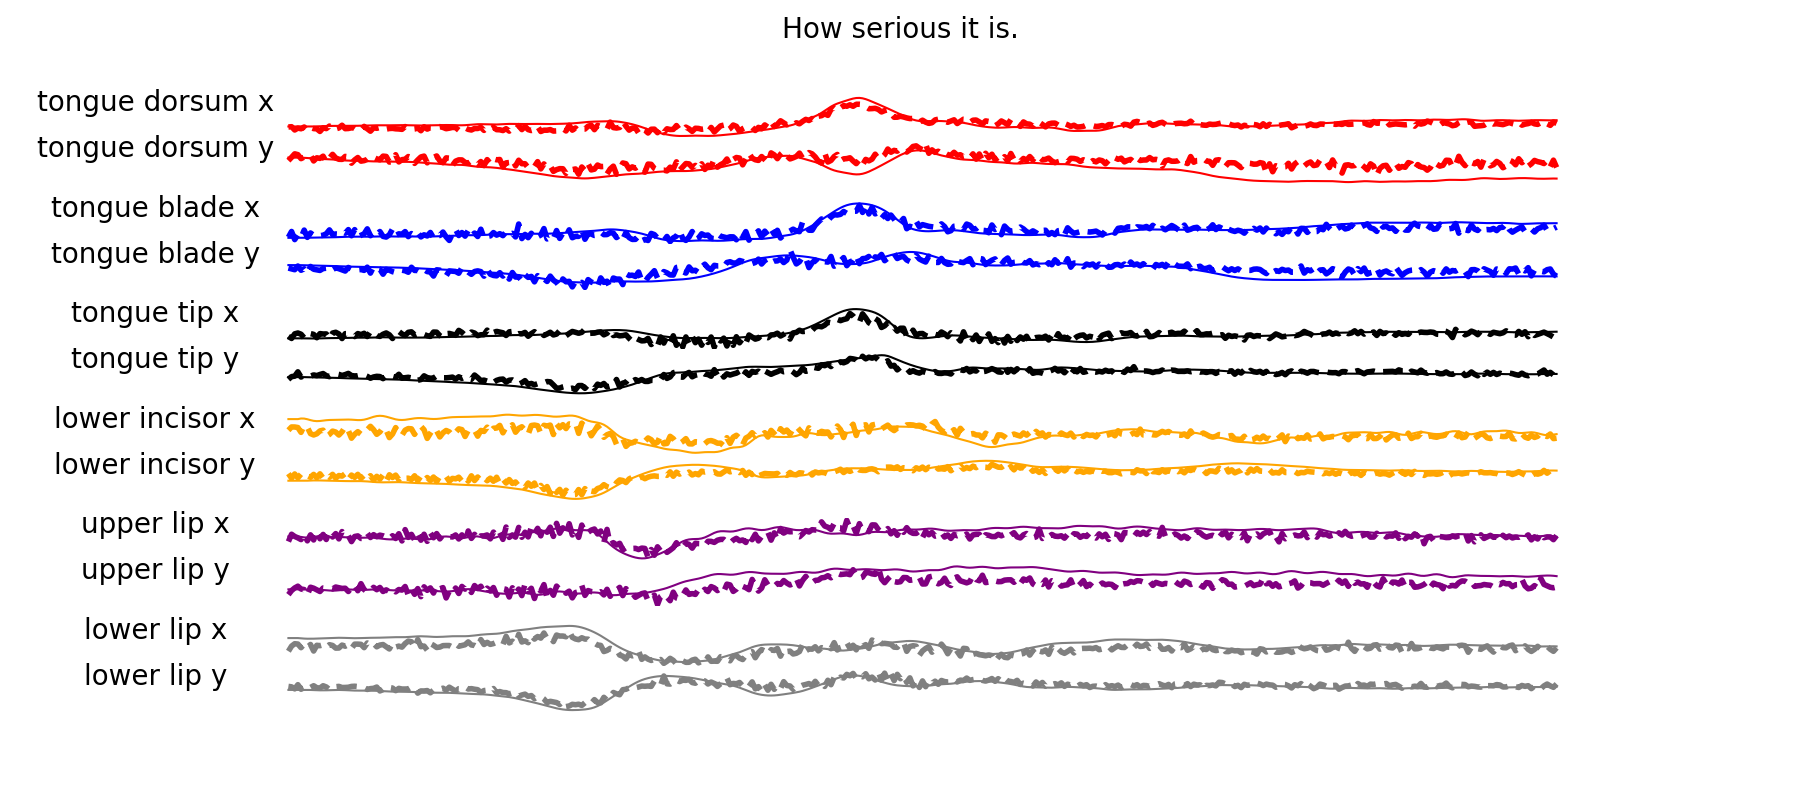 How serious it is.
tongue dorsum x
tongue dorsum y
tongue blade x
tongue blade y
tongue tip x
tongue tip y
lower incisor x
lower incisor y
upper lip x
upper lip y
lower lip x
lower lip y